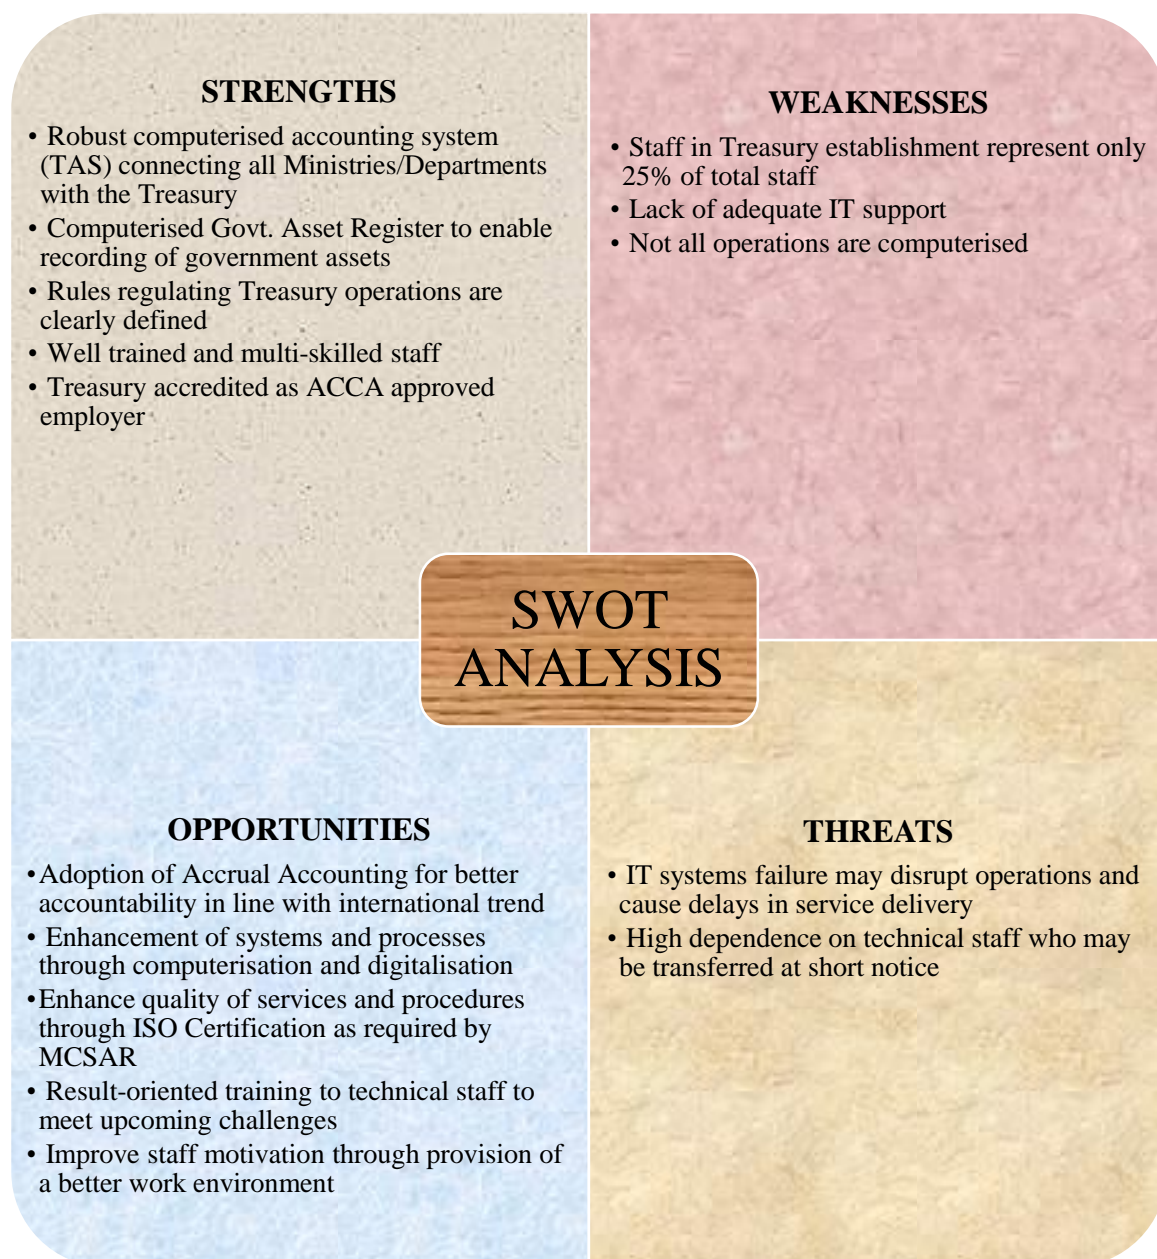 STRENGTHS
• Robust computerised accounting system
(TAS) connecting all Ministries/Departments
with the Treasury
• Computerised Govt. Asset Register to enable
recording of government assets
• Rules regulating Treasury operations are
clearly defined
• Well trained and multi-skilled staff
• Treasury accredited as ACCA approved
employer
WEAKNESSES
• Staff in Treasury establishment represent only
25% of total staff
• Lack of adequate IT support
• Not all operations are computerised
SWOT
ANALYSIS
OPPORTUNITIES
•Adoption of Accrual Accounting for better
accountability in line with international trend
• Enhancement of systems and processes
through computerisation and digitalisation
•Enhance quality of services and procedures
through ISO Certification as required by
MCSAR
• Result-oriented training to technical staff to
meet upcoming challenges
• Improve staff motivation through provision of
a better work environment
THREATS
• IT systems failure may disrupt operations and
cause delays in service delivery
• High dependence on technical staff who may
be transferred at short notice